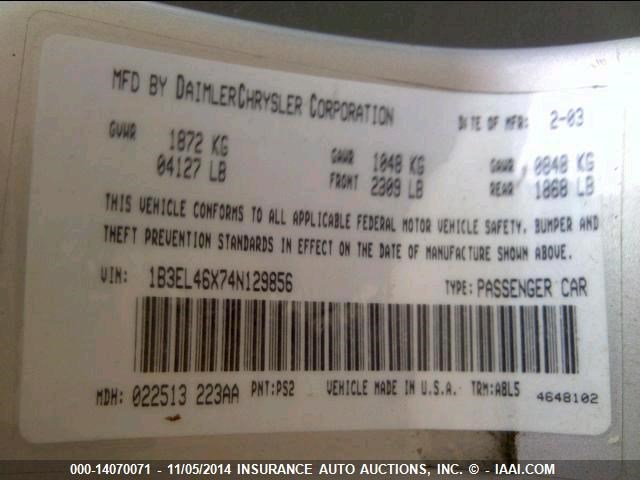 MFD BY DAIMLERCHRYSLER CORPORATION DATE OF MFR: 2-03
GVWR 1872 KG GAWR 1048 KG GAWR 0848 KG
04127 LB FRONT 2309 LB REAR 1868 LB
THIS VEHICLE CONFORMS TO ALL APPLICABLE FEDERAL MOTOR VEHICLE SAFETY, BUMPER AND
THEFT PREVENTION STANDARDS IN EFFECT ON THE DATE OF MANUFACTURE SHOWN ABOVE.
VIN: 1B3EL46X74N129856 TYPE: PASSENGER CAR
MDH: 022513 223AA PNT:PS2 VEHICLE MADE IN U.S.A. TRM:A8L5 4648102
000-14070071 - 11/05/2014 INSURANCE AUTO AUCTIONS, INC. © - IAAI.COM